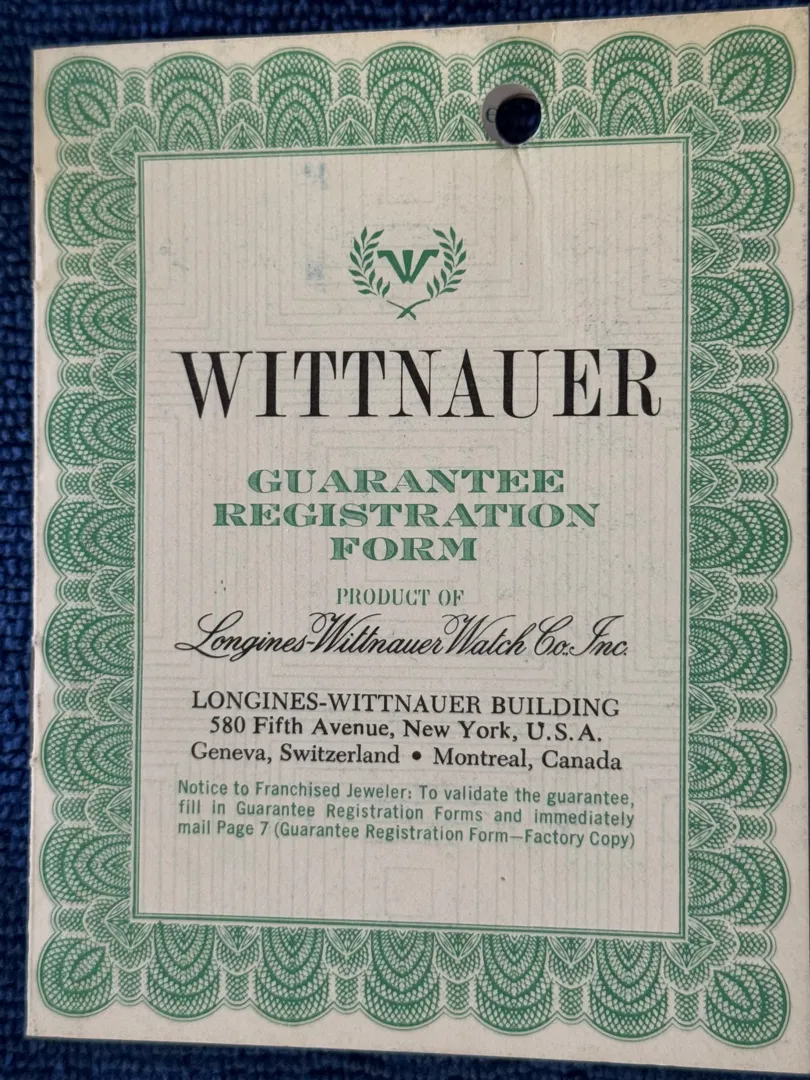 W
WITTNAUER
GUARANTEE
REGISTRATION
FORM
PRODUCT OF
Longines-Wittnauer Watch Co. Inc.
LONGINES-WITTNAUER BUILDING
580 Fifth Avenue, New York, U.S.A.
Geneva, Switzerland • Montreal, Canada
Notice to Franchised Jeweler: To validate the guarantee,
fill in Guarantee Registration Forms and immediately
mail Page 7 (Guarantee Registration Form—Factory Copy)